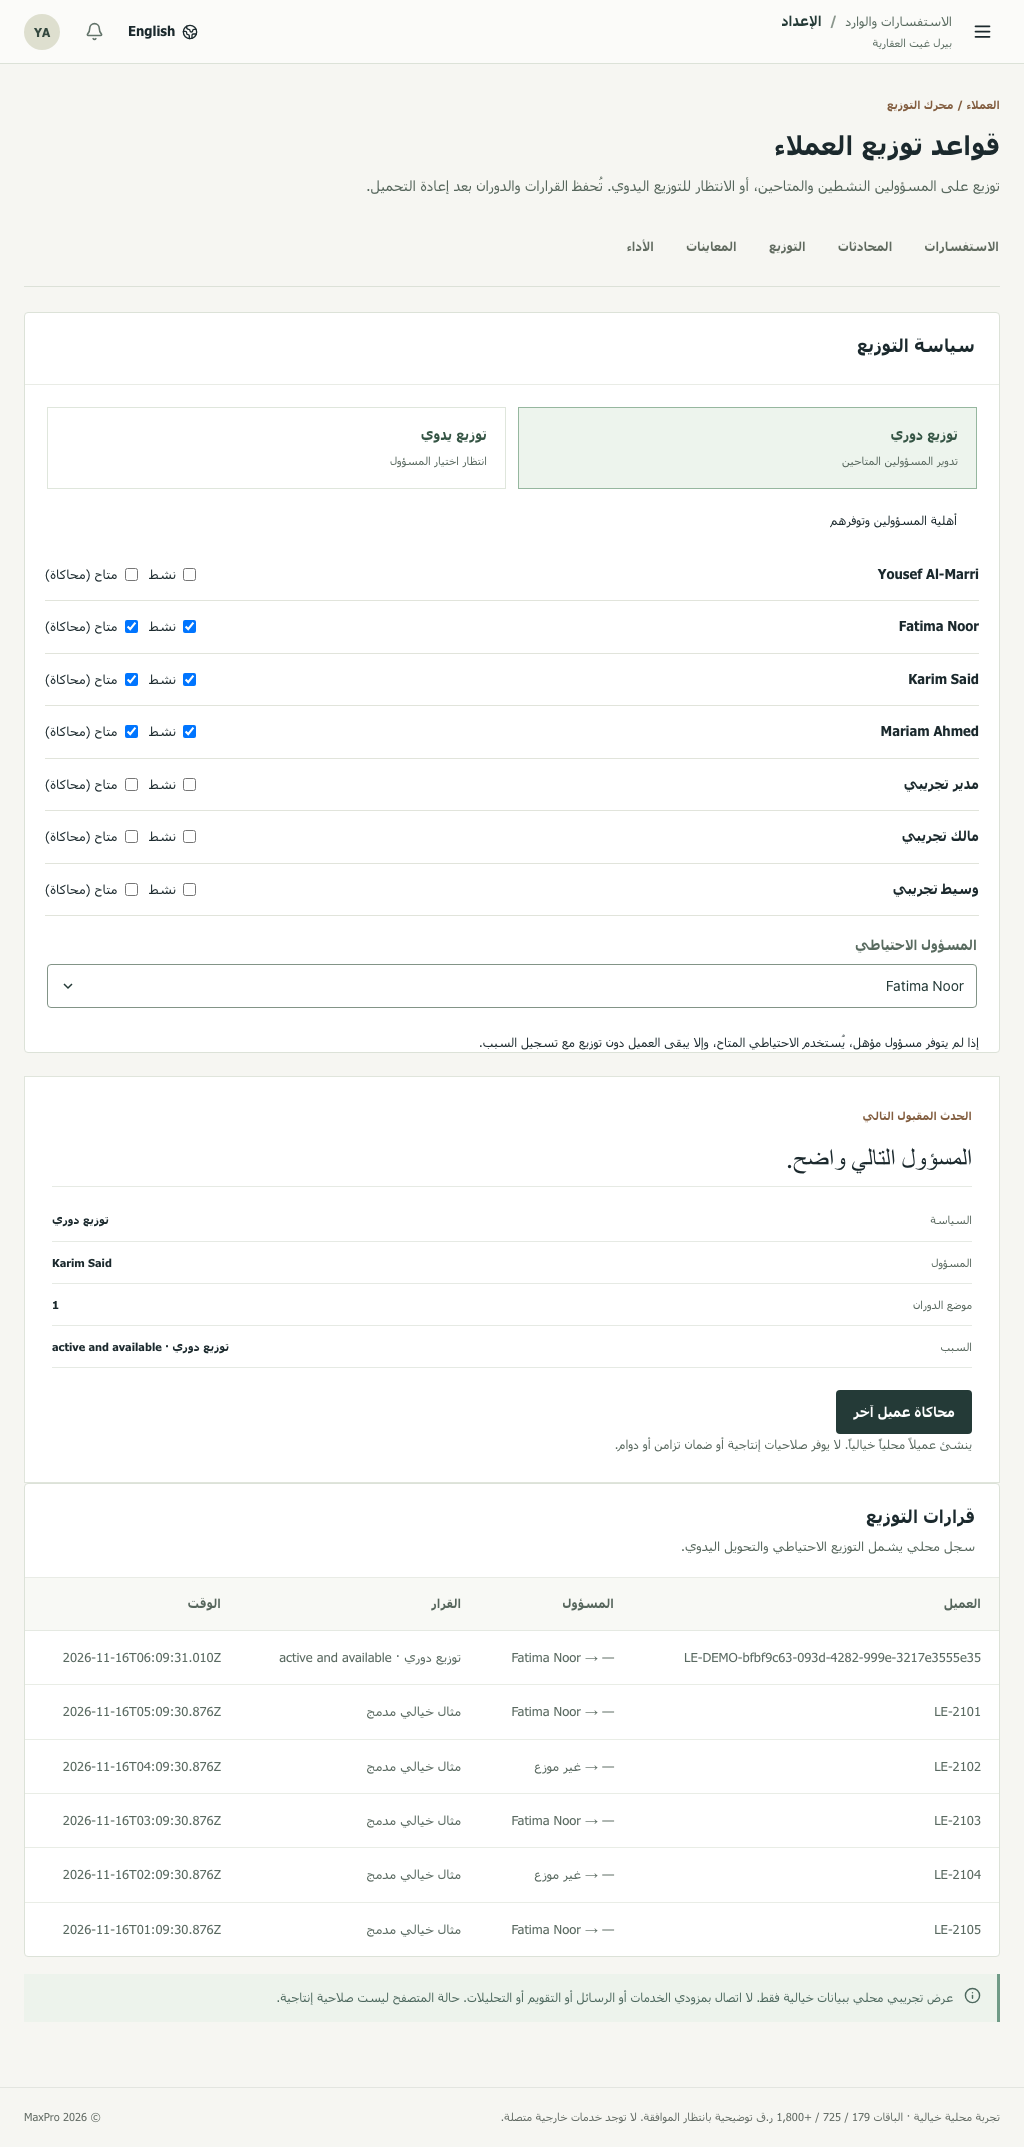 الاستفسارات والوارد / الإعداد
بيرل غيت العقارية
English
YA
العملاء / محرك التوزيع
قواعد توزيع العملاء
توزيع على المسؤولين النشطين والمتاحين، أو الانتظار للتوزيع اليدوي. تُحفظ القرارات والدوران بعد إعادة التحميل.
الاستفسارات المحادثات التوزيع المعاينات الأداء
سياسة التوزيع
توزيع دوري
تدوير المسؤولين المتاحين
توزيع يدوي
انتظار اختيار المسؤول
أهلية المسؤولين وتوفرهم
Yousef Al-Marri نشط متاح (محاكاة)
Fatima Noor نشط متاح (محاكاة)
Karim Said نشط متاح (محاكاة)
Mariam Ahmed نشط متاح (محاكاة)
مدير تجريبي نشط متاح (محاكاة)
مالك تجريبي نشط متاح (محاكاة)
وسيط تجريبي نشط متاح (محاكاة)
المسؤول الاحتياطي
Fatima Noor
إذا لم يتوفر مسؤول مؤهل، يُستخدم الاحتياطي المتاح، وإلا يبقى العميل دون توزيع مع تسجيل السبب.
الحدث المقبول التالي
المسؤول التالي واضح.
السياسة توزيع دوري
المسؤول Karim Said
موضع الدوران 1
السبب توزيع دوري · active and available
محاكاة عميل آخر
ينشئ عميلاً محلياً خيالياً. لا يوفر صلاحيات إنتاجية أو ضمان تزامن أو دوام.
قرارات التوزيع
سجل محلي يشمل التوزيع الاحتياطي والتحويل اليدوي.
العميل المسؤول القرار الوقت
LE-DEMO-bfbf9c63-093d-4282-999e-3217e3555e35 — → Fatima Noor توزيع دوري · active and available 2026-11-16T06:09:31.010Z
LE-2101 — → Fatima Noor مثال خيالي مدمج 2026-11-16T05:09:30.876Z
LE-2102 — → غير موزع مثال خيالي مدمج 2026-11-16T04:09:30.876Z
LE-2103 — → Fatima Noor مثال خيالي مدمج 2026-11-16T03:09:30.876Z
LE-2104 — → غير موزع مثال خيالي مدمج 2026-11-16T02:09:30.876Z
LE-2105 — → Fatima Noor مثال خيالي مدمج 2026-11-16T01:09:30.876Z
عرض تجريبي محلي ببيانات خيالية فقط. لا اتصال بمزودي الخدمات أو الرسائل أو التقويم أو التحليلات. حالة المتصفح ليست صلاحية إنتاجية.
تجربة محلية خيالية · الباقات 179 / 725 / +1,800 ر.ق توضيحية بانتظار الموافقة. لا توجد خدمات خارجية متصلة.
© 2026 MaxPro